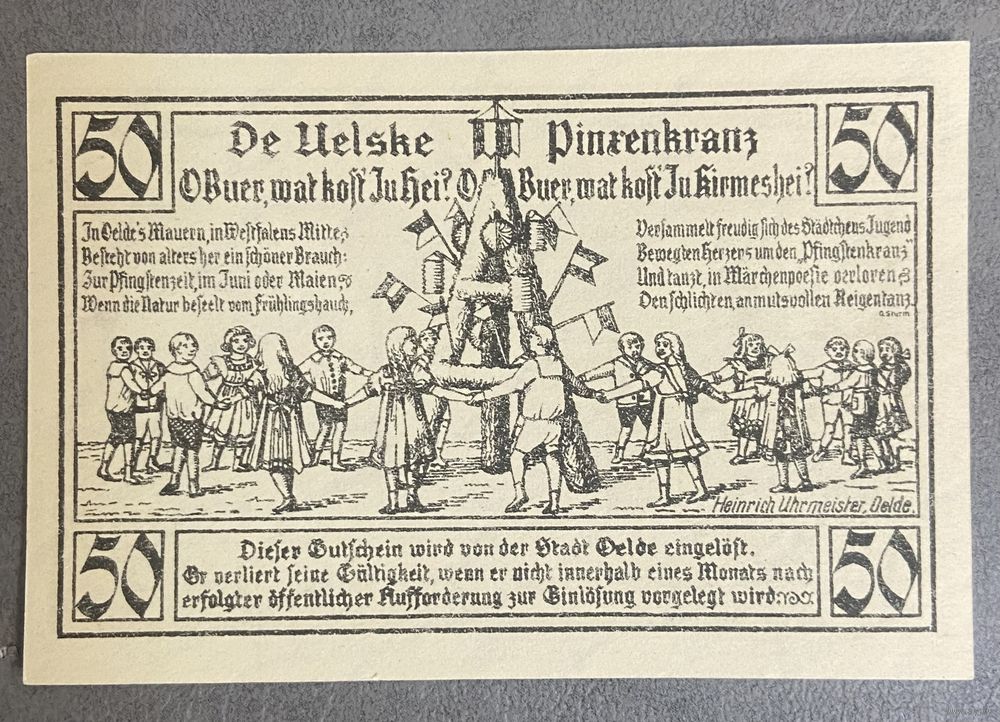 50
De Uelske Pinxenkranz
50
O Buer, wat kost Ju Hei? O Buer, wat kost Ju Kirmeshei?
In Oelde's Mauern, in Westfalens Mitte,
Besteht von alters her ein schöner Brauch:
Zur Pfingstenzeit, im Juni oder Maien
Wenn die Natur beseelt vom Frühlingshauch,
Versammelt freudig sich des Städtchens Jugend
Bewegten Herzens um den „Pfingstenkranz"
Und tanzt, in Märchenpoesie verloren
Den schlichten, anmutsvollen Reigentanz.
A. Sturm
Heinrich Uhrmeister, Oelde.
50
Dieser Gutschein wird von der Stadt Oelde eingelöst.
Er verliert seine Gültigkeit, wenn er nicht innerhalb eines Monats nach
erfolgter öffentlicher Aufforderung zur Einlösung vorgelegt wird.
50